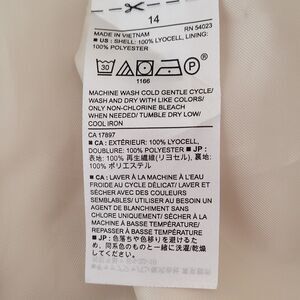 14
MADE IN VIETNAM RN 54023
■ US : SHELL: 100% LYOCELL, LINING:
100% POLYESTER
30 P
1166
MACHINE WASH COLD GENTLE CYCLE/
WASH AND DRY WITH LIKE COLORS/
ONLY NON-CHLORINE BLEACH
WHEN NEEDED/ TUMBLE DRY LOW/
COOL IRON
CA 17897
■ CA : EXTÉRIEUR: 100% LYOCELL,
DOUBLURE: 100% POLYESTER ■ JP :
表地: 100% 再生繊維(リヨセル), 裏地:
100% ポリエステル
■ CA : LAVER À LA MACHINE À L'EAU
FROIDE AU CYCLE DÉLICAT/ LAVER ET
SÉCHER AVEC DES COULEURS
SEMBLABLES/ UTILISER AU BESOIN UN
AGENT DE BLANCHIMENT SANS
CHLORE UNIQUEMENT/ SÉCHER À LA
MACHINE À BASSE TEMPÉRATURE/
REPASSER À BASSE TEMPÉRATURE
■ JP : 色落ちや色移りを避けるた
め、同系色のものと一緒に洗濯/乾燥
してください。